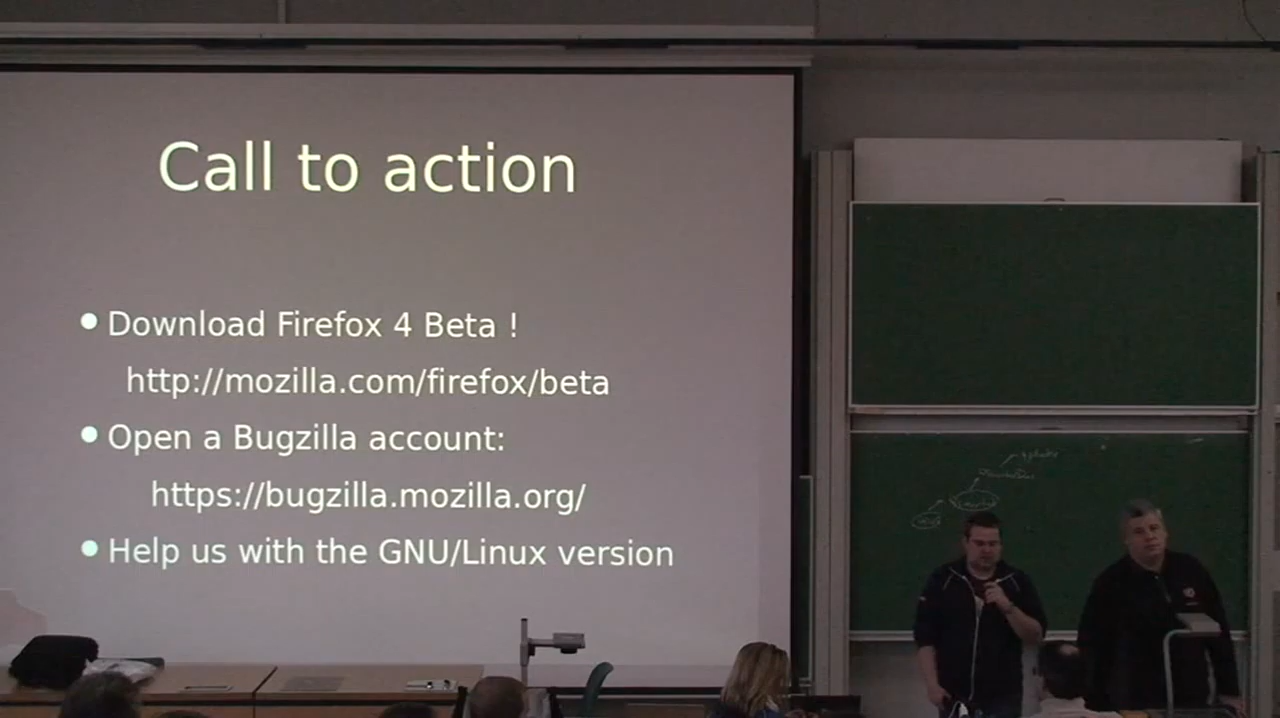 Call to action
Download Firefox 4 Beta !
http://mozilla.com/firefox/beta
Open a Bugzilla account:
https://bugzilla.mozilla.org/
Help us with the GNU/Linux version